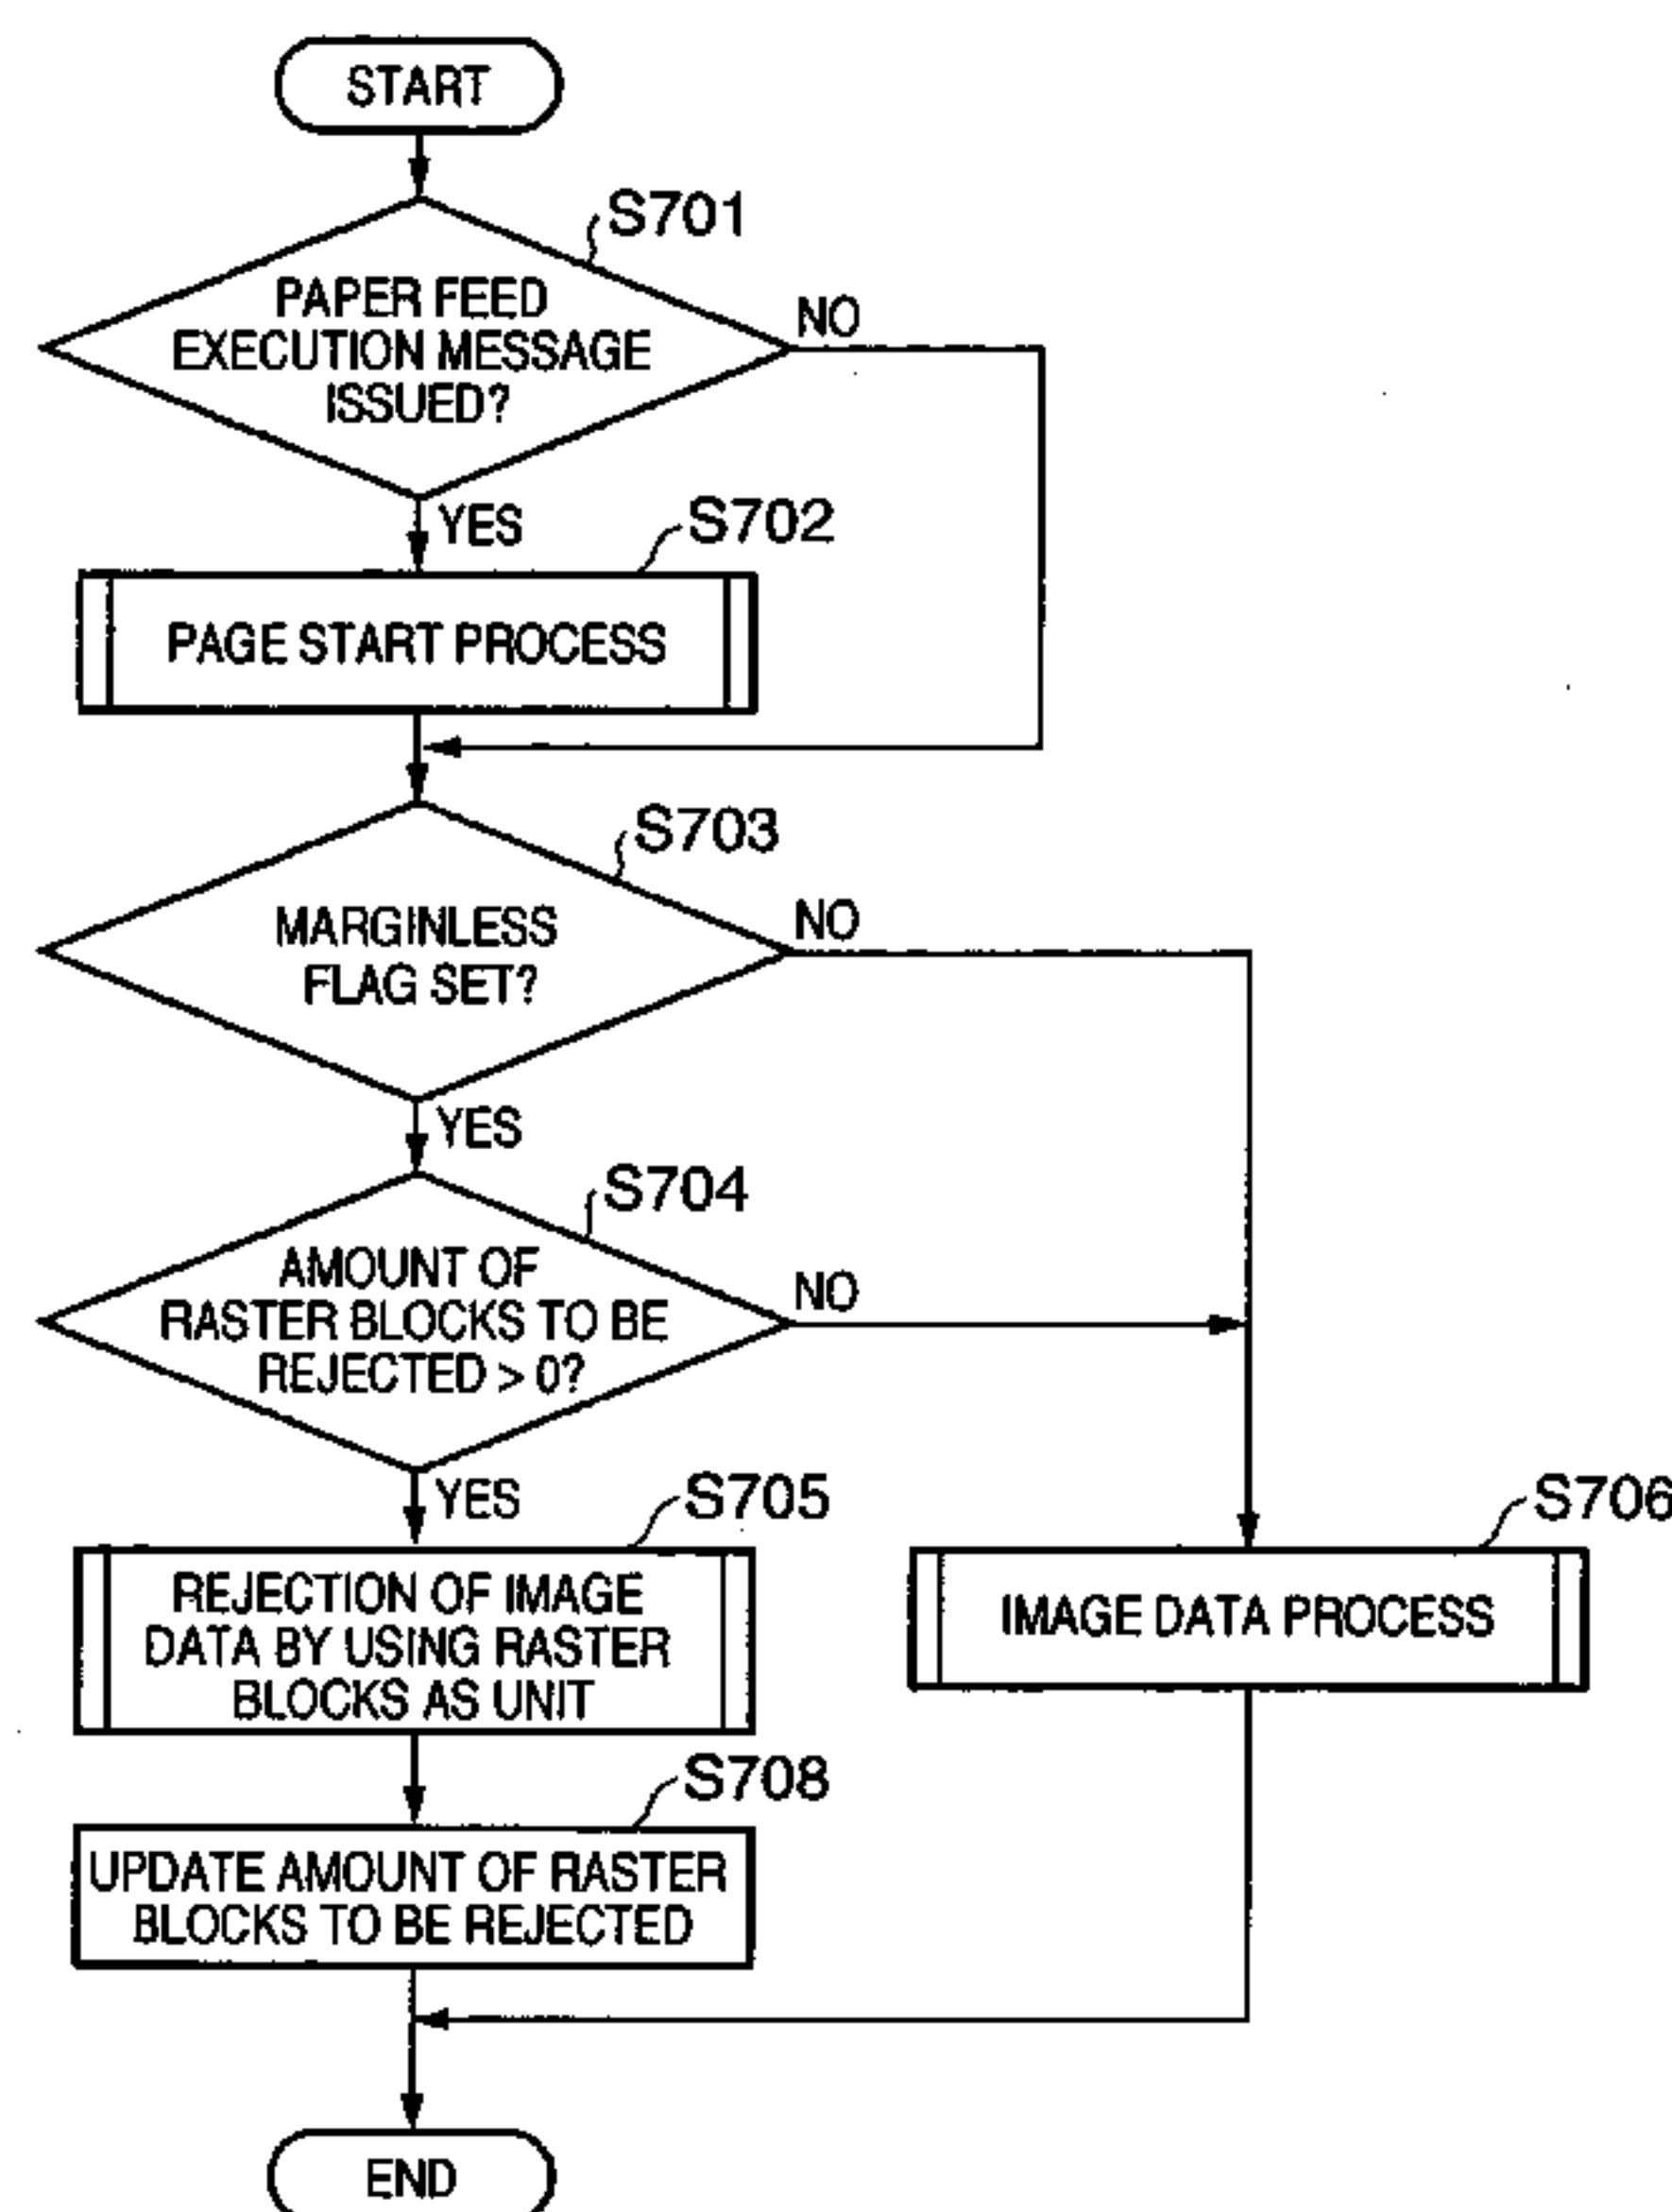 START
S701
PAPER FEED
EXECUTION MESSAGE
ISSUED?
NO
YES
S702
PAGE START PROCESS
S703
MARGINLESS
FLAG SET?
NO
YES
S704
AMOUNT OF
RASTER BLOCKS TO BE
REJECTED > 0?
NO
YES
S705
REJECTION OF IMAGE
DATA BY USING RASTER
BLOCKS AS UNIT
S706
IMAGE DATA PROCESS
S708
UPDATE AMOUNT OF RASTER
BLOCKS TO BE REJECTED
END